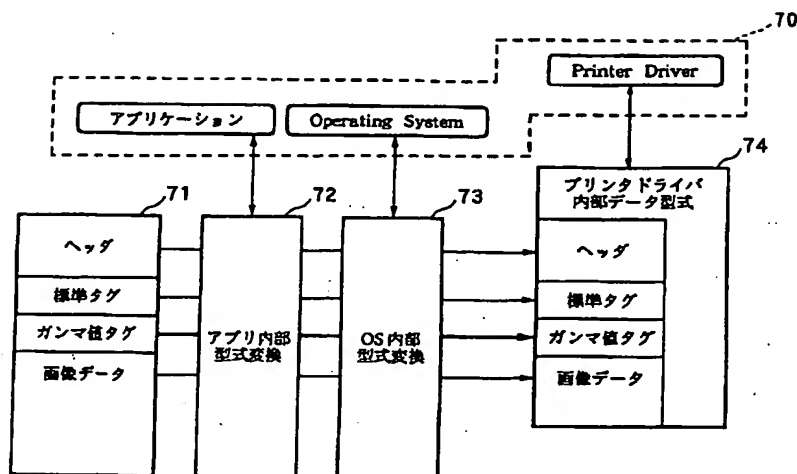 70
Printer Driver
アプリケーション
Operating System
74
71
72
73
プリンタドライバ
内部データ型式
ヘッダ
標準タグ
ガンマ値タグ
画像データ
アプリ内部
型式変換
OS内部
型式変換
ヘッダ
標準タグ
ガンマ値タグ
画像データ